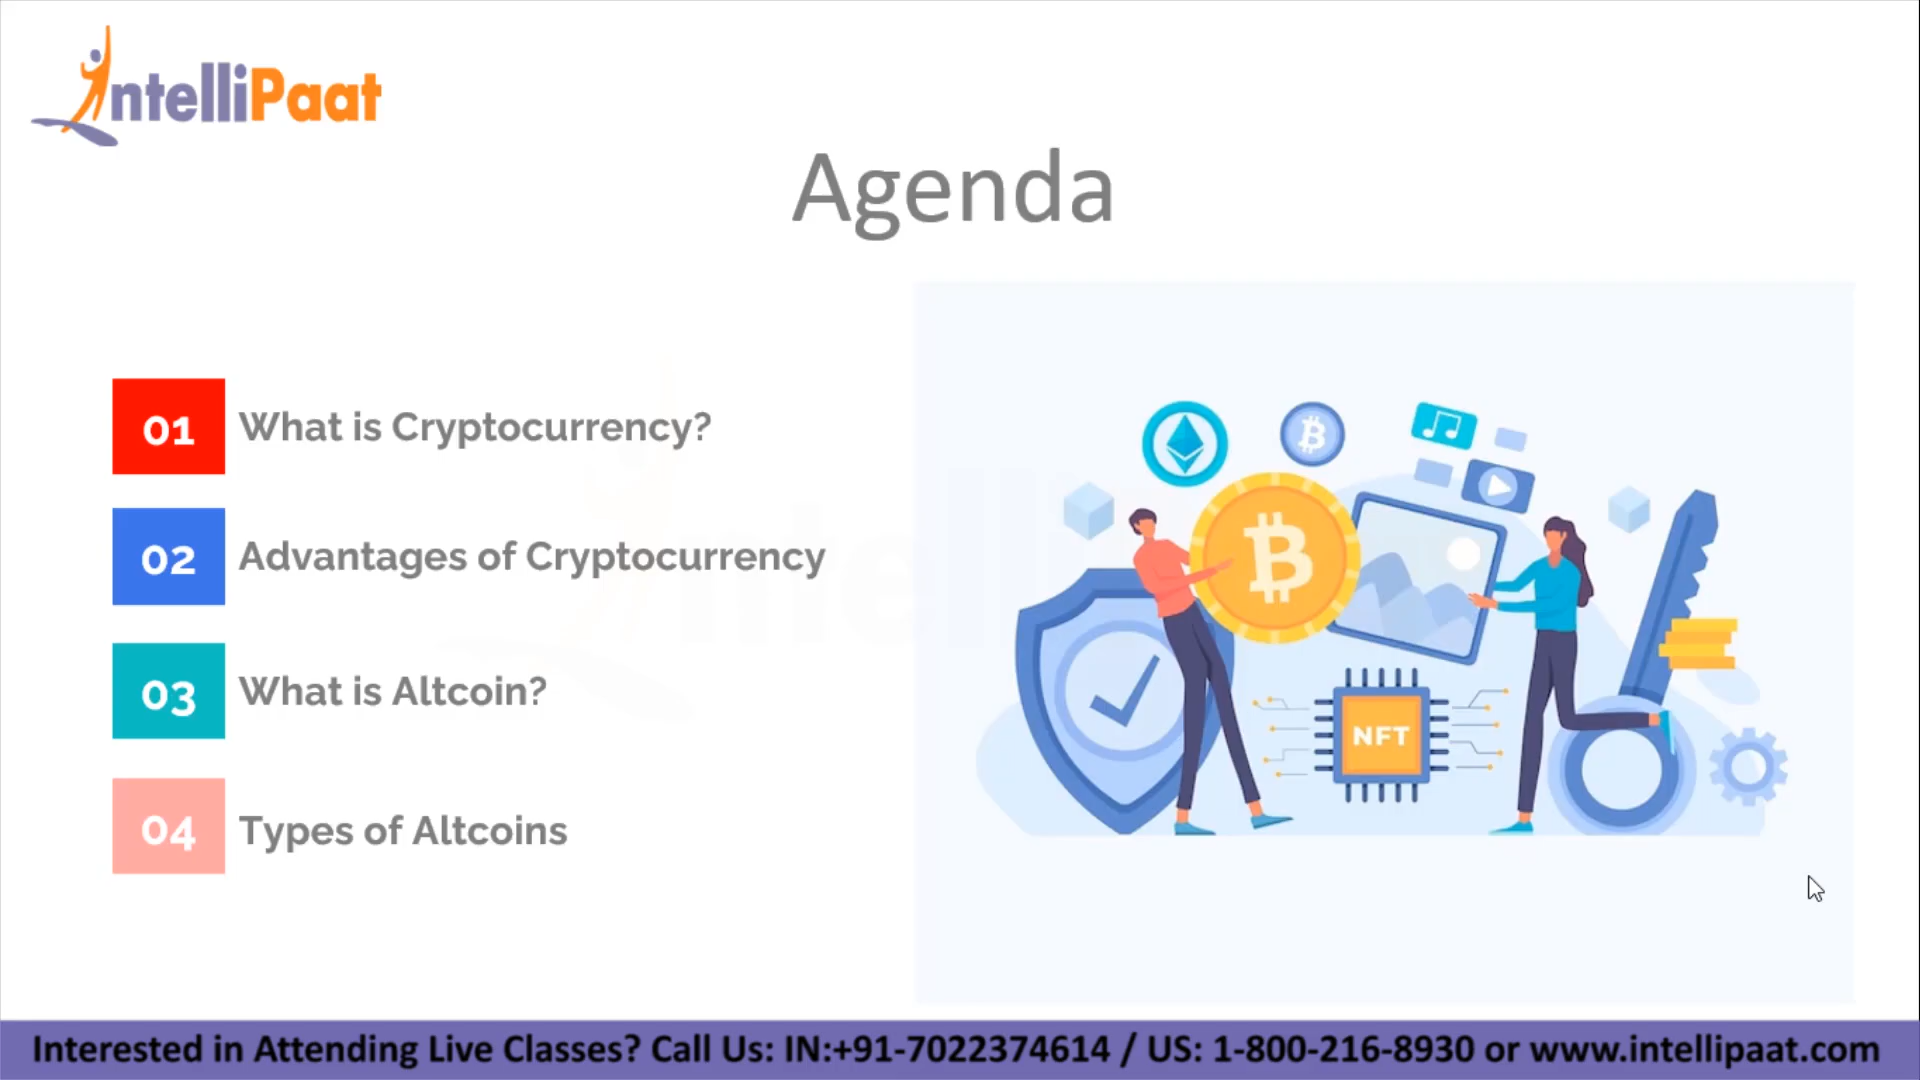 IntelliPaat
Agenda
01 What is Cryptocurrency?
02 Advantages of Cryptocurrency
03 What is Altcoin?
04 Types of Altcoins
NFT
Interested in Attending Live Classes? Call Us: IN:+91-7022374614 / US: 1-800-216-8930 or www.intellipaat.com